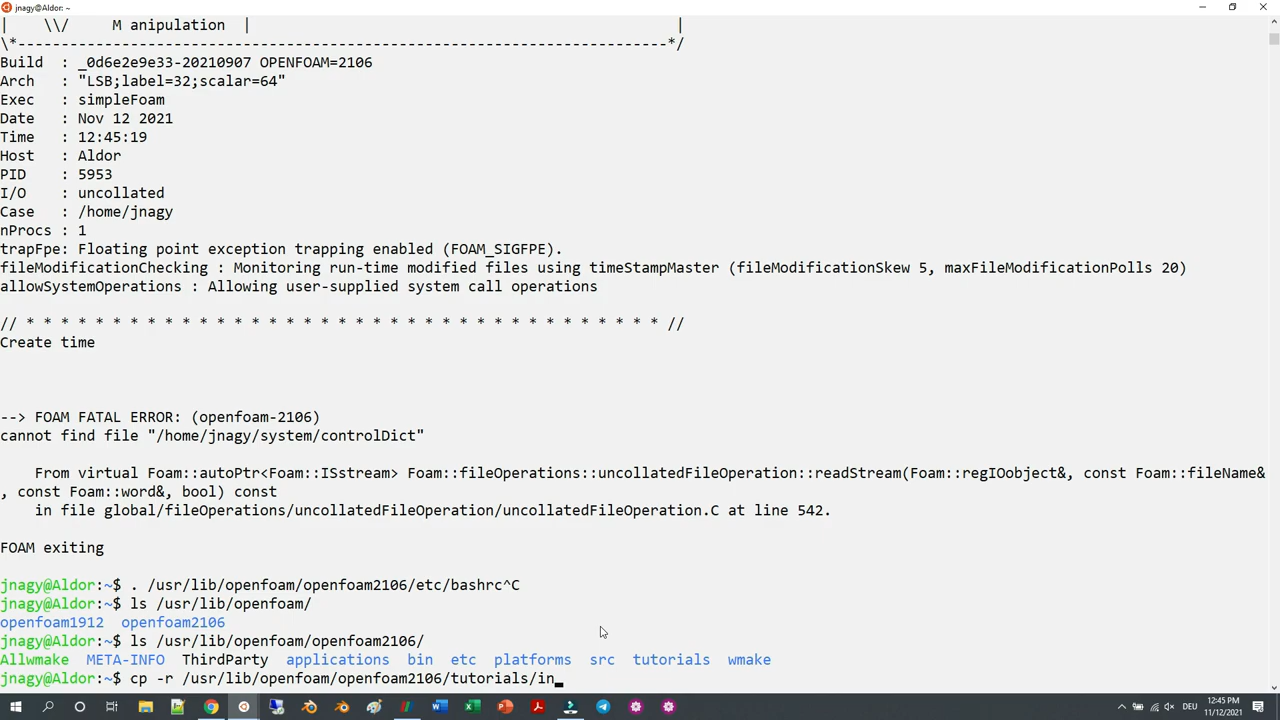 jnagy@Aldor: ~
|    \\/     M anipulation  |                                                  |
\*---------------------------------------------------------------------------*/
Build  : _0d6e2e9e33-20210907 OPENFOAM=2106
Arch   : "LSB;label=32;scalar=64"
Exec   : simpleFoam
Date   : Nov 12 2021
Time   : 12:45:19
Host   : Aldor
PID    : 5953
I/O    : uncollated
Case   : /home/jnagy
nProcs : 1
trapFpe: Floating point exception trapping enabled (FOAM_SIGFPE).
fileModificationChecking : Monitoring run-time modified files using timeStampMaster (fileModificationSkew 5, maxFileModificationPolls 20)
allowSystemOperations : Allowing user-supplied system call operations
// * * * * * * * * * * * * * * * * * * * * * * * * * * * * * * * * * * * * * //
Create time
--> FOAM FATAL ERROR: (openfoam-2106)
cannot find file "/home/jnagy/system/controlDict"
    From virtual Foam::autoPtr<Foam::ISstream> Foam::fileOperations::uncollatedFileOperation::readStream(Foam::regIOobject&, const Foam::fileName&
, const Foam::word&, bool) const
    in file global/fileOperations/uncollatedFileOperation/uncollatedFileOperation.C at line 542.
FOAM exiting
jnagy@Aldor:~$ . /usr/lib/openfoam/openfoam2106/etc/bashrc^C
jnagy@Aldor:~$ ls /usr/lib/openfoam/
openfoam1912  openfoam2106
jnagy@Aldor:~$ ls /usr/lib/openfoam/openfoam2106/
Allwmake  META-INFO  ThirdParty  applications  bin  etc  platforms  src  tutorials  wmake
jnagy@Aldor:~$ cp -r /usr/lib/openfoam/openfoam2106/tutorials/in_
DEU
12:45 PM
11/12/2021